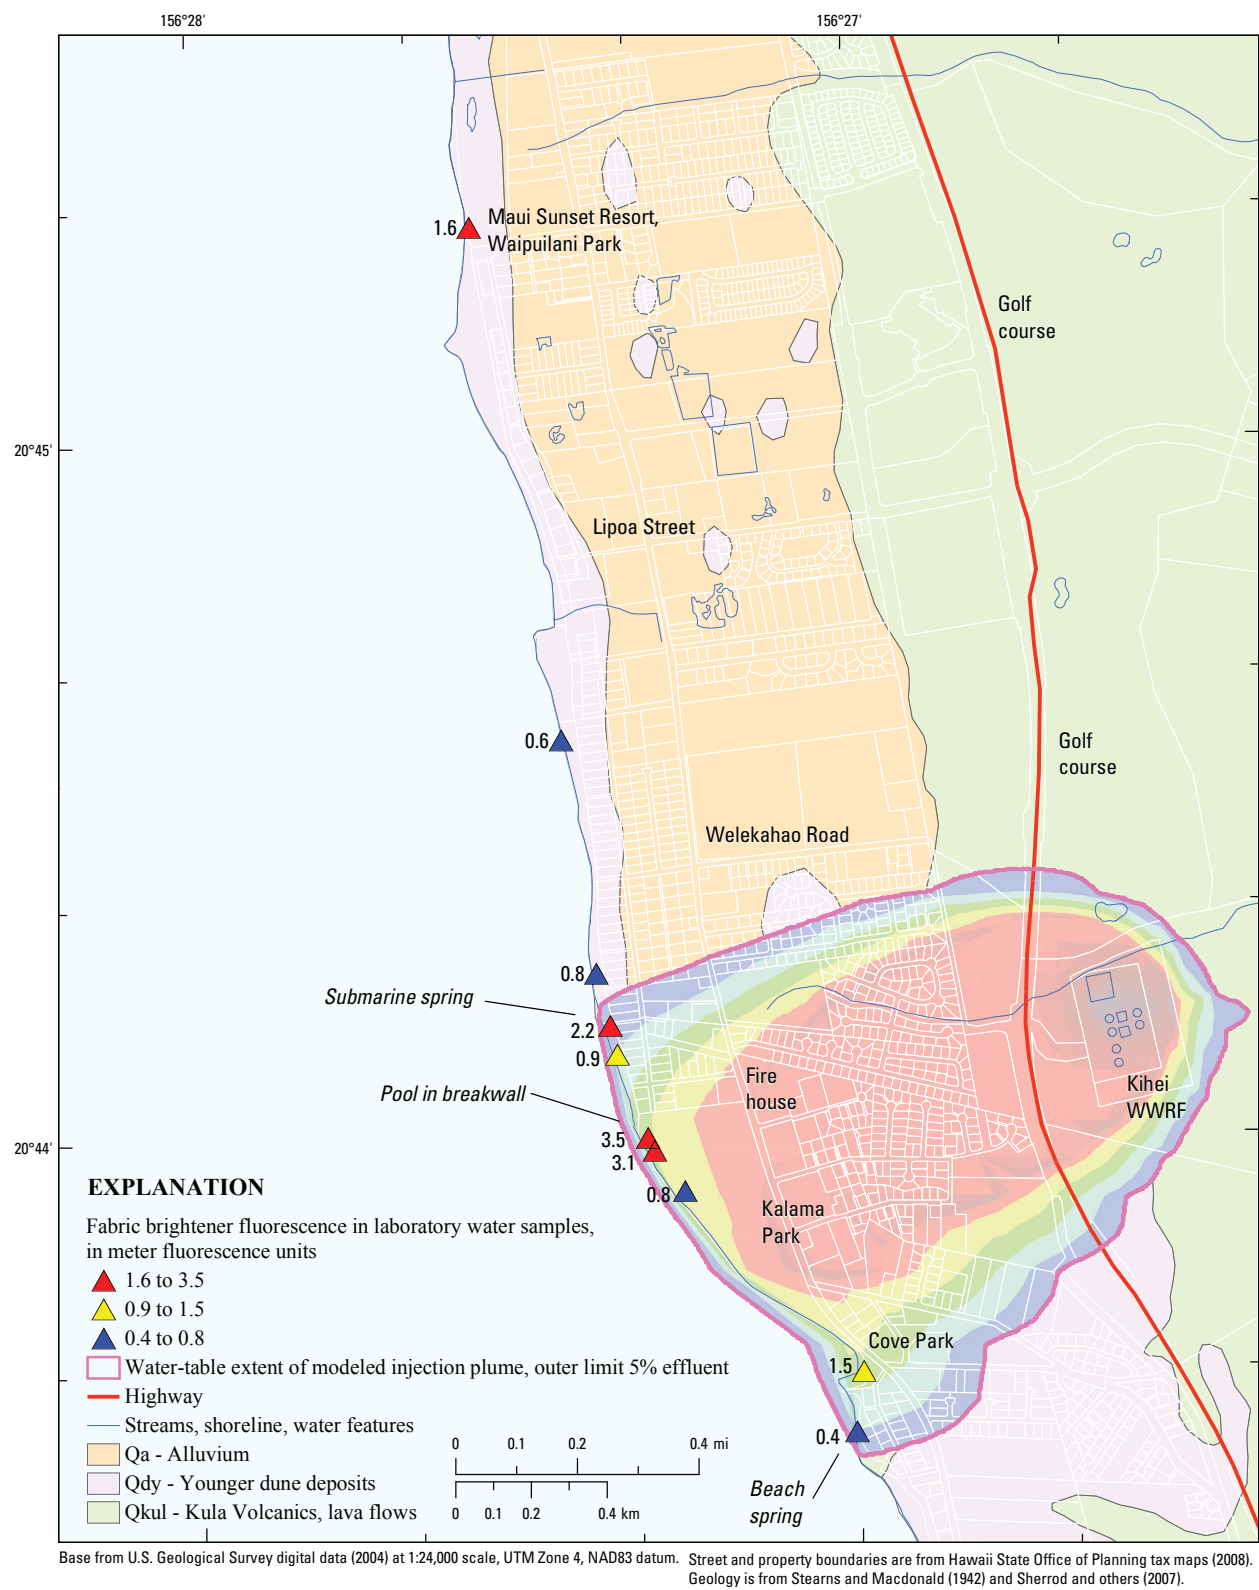 156°28'
156°27'
1.6
Maui Sunset Resort,
Waipuilani Park
Golf
course
20°45'
Lipoa Street
0.6
Golf
course
Welekahao Road
0.8
Submarine spring
2.2
0.9
Fire
house
Kihei
WWRF
Pool in breakwall
3.5
3.1
20°44'
0.8
Kalama
Park
EXPLANATION
Fabric brightener fluorescence in laboratory water samples,
in meter fluorescence units
1.6 to 3.5
0.9 to 1.5
0.4 to 0.8
Water-table extent of modeled injection plume, outer limit 5% effluent
Highway
Streams, shoreline, water features
Qa - Alluvium
Qdy - Younger dune deposits
Qkul - Kula Volcanics, lava flows
0 0.1 0.2 0.4 mi
0 0.1 0.2 0.4 km
Cove Park
1.5
0.4
Beach
spring
Base from U.S. Geological Survey digital data (2004) at 1:24,000 scale, UTM Zone 4, NAD83 datum.
Street and property boundaries are from Hawaii State Office of Planning tax maps (2008).
Geology is from Stearns and Macdonald (1942) and Sherrod and others (2007).